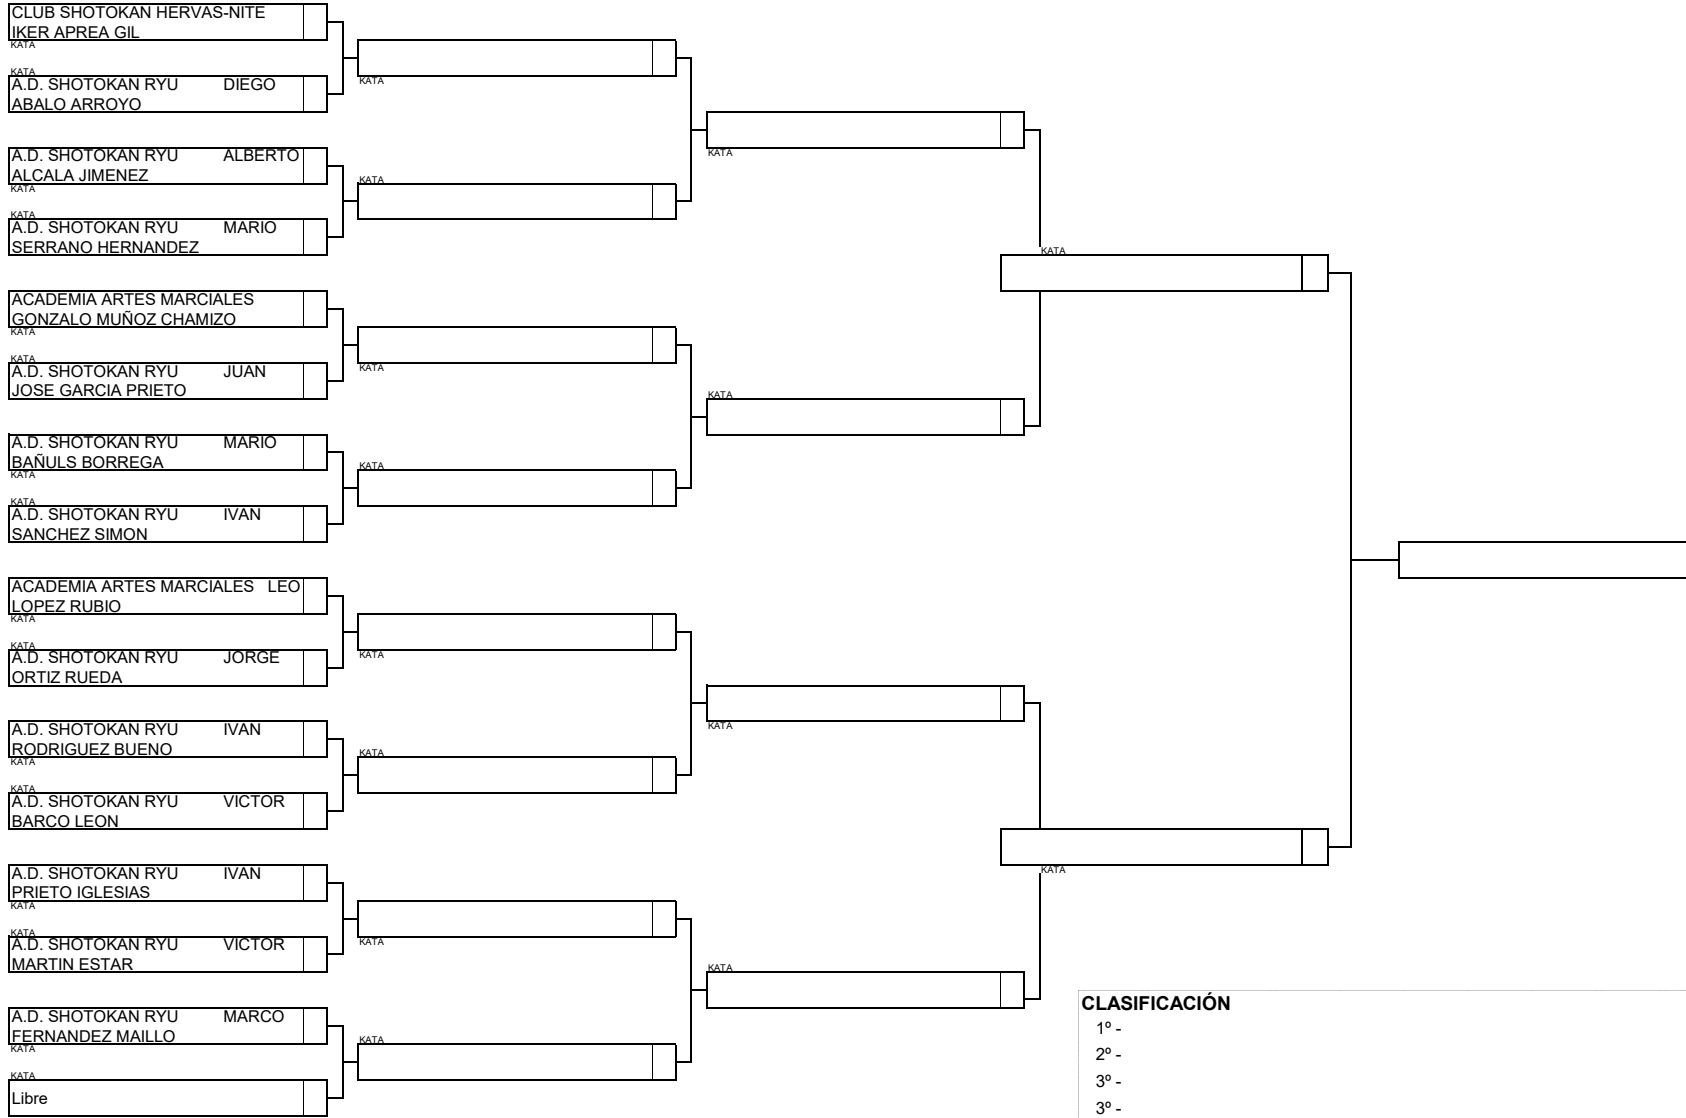 CLUB SHOTOKAN HERVAS-NITE
IKER APREA GIL
KATA
KATA
A.D. SHOTOKAN RYU DIEGO
ABALO ARROYO
A.D. SHOTOKAN RYU ALBERTO
ALCALA JIMENEZ
KATA
KATA
A.D. SHOTOKAN RYU MARIO
SERRANO HERNANDEZ
ACADEMIA ARTES MARCIALES
GONZALO MUÑOZ CHAMIZO
KATA
KATA
A.D. SHOTOKAN RYU JUAN
JOSE GARCIA PRIETO
A.D. SHOTOKAN RYU MARIO
BAÑULS BORREGA
KATA
KATA
A.D. SHOTOKAN RYU IVAN
SANCHEZ SIMON
ACADEMIA ARTES MARCIALES LEO
LOPEZ RUBIO
KATA
KATA
A.D. SHOTOKAN RYU JORGE
ORTIZ RUEDA
A.D. SHOTOKAN RYU IVAN
RODRIGUEZ BUENO
KATA
KATA
A.D. SHOTOKAN RYU VICTOR
BARCO LEON
A.D. SHOTOKAN RYU IVAN
PRIETO IGLESIAS
KATA
KATA
A.D. SHOTOKAN RYU VICTOR
MARTIN ESTAR
A.D. SHOTOKAN RYU MARCO
FERNANDEZ MAILLO
KATA
KATA
Libre
KATA
KATA
KATA
KATA
KATA
KATA
KATA
KATA
KATA
KATA
KATA
KATA
KATA
KATA
CLASIFICACIÓN
1º -
2º -
3º -
3º -